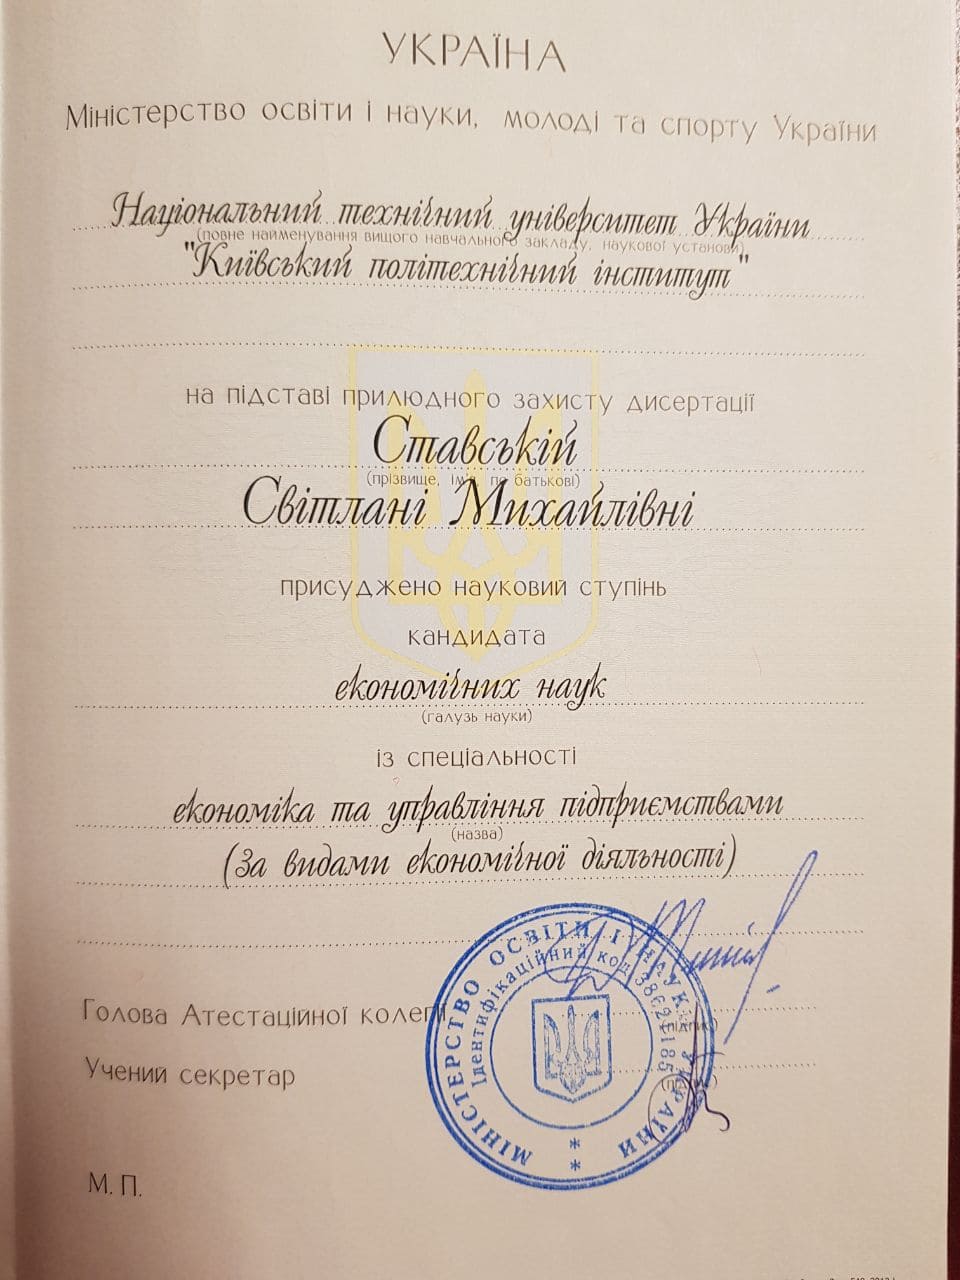 УКРАЇНА
Міністерство освіти і науки, молоді та спорту України
Національний технічний університет України
(повне найменування вищого навчального закладу, наукової установи)
"Київський політехнічний інститут"
на підставі прилюдного захисту дисертації
Ставській
(прізвище, ім'я, по батькові)
Світлані Михайлівні
присуджено науковий ступінь
кандидата
економічних наук
(галузь науки)
із спеціальності
економіка та управління підприємствами
(назва)
(за видами економічної діяльності)
Голова Атестаційної колегії
(підпис)
Учений секретар
(підпис)
МІНІСТЕРСТВО ОСВІТИ І НАУКИ УКРАЇНИ
Ідентифікаційний код
* *
М. П.